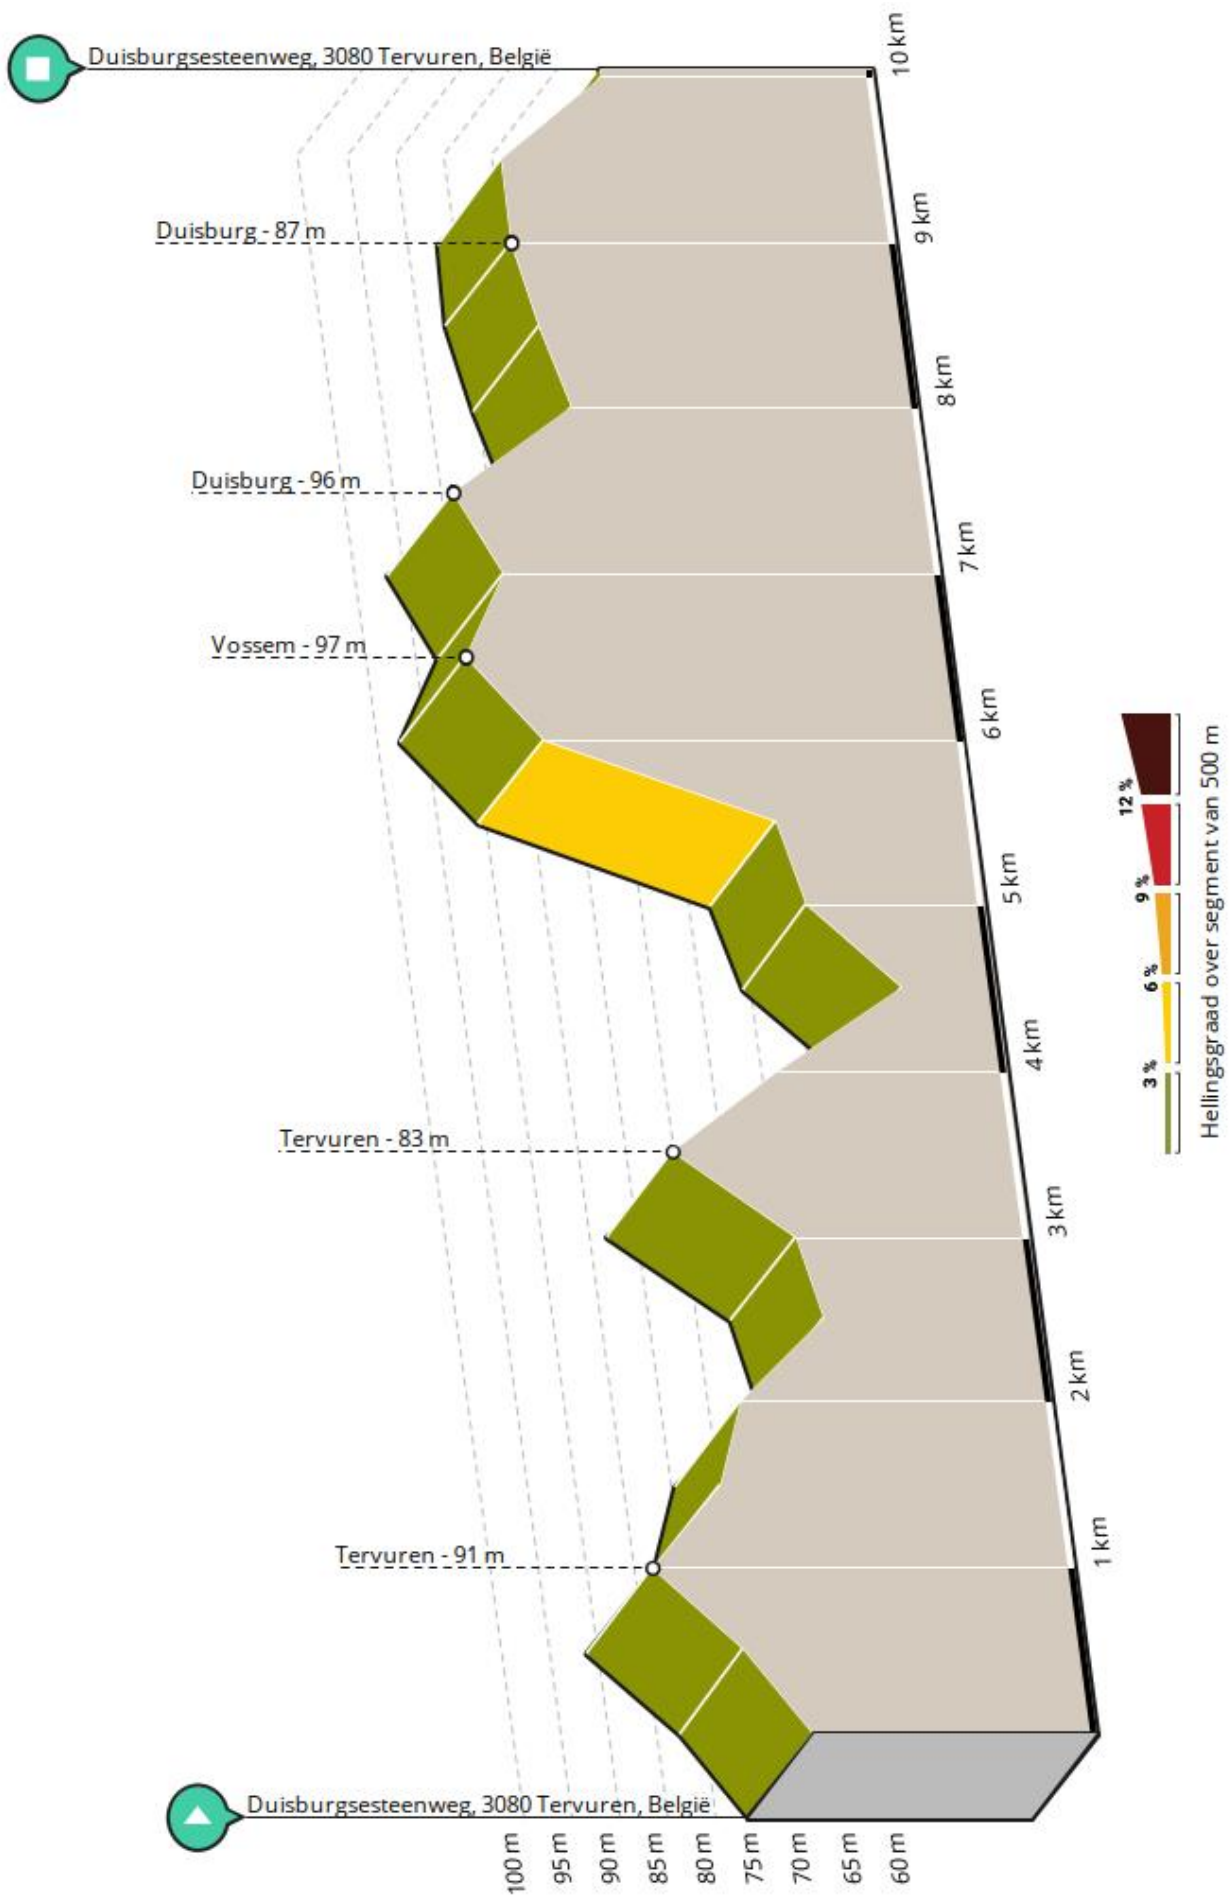 Duisburgsesteenweg, 3080 Tervuren, België
Duisburg - 87 m
Duisburg - 96 m
Vossem - 97 m
Tervuren - 83 m
Tervuren - 91 m
Duisburgsesteenweg, 3080 Tervuren, België
100 m
95 m
90 m
85 m
80 m
75 m
70 m
65 m
60 m
1 km
2 km
3 km
4 km
5 km
6 km
7 km
8 km
9 km
10 km
3 %
6 %
9 %
12 %
Hellingsgraad over segment van 500 m